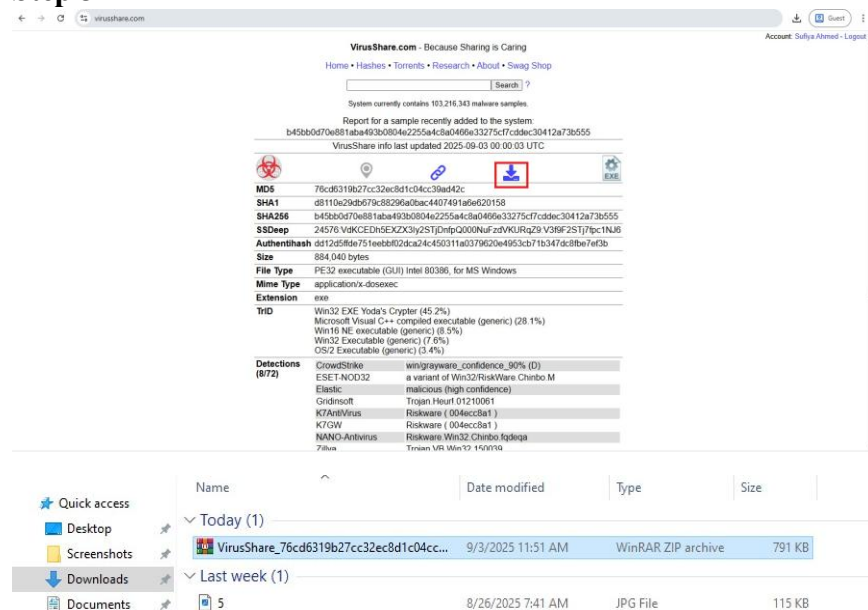 virusshare.com
Guest
Account: Sufiya Ahmed - Logout
VirusShare.com - Because Sharing is Caring
Home • Hashes • Torrents • Research • About • Swag Shop
Search ?
System currently contains 103,216,343 malware samples.
Report for a sample recently added to the system:
b45bb0d70e881aba493b0804e2255a4c8a0466e33275cf7cddec30412a73b555
VirusShare info last updated 2025-09-03 00:00:03 UTC
EXE
MD5 76cd6319b27cc32ec8d1c04cc39ad42c
SHA1 d8110e29db679c88296a0bac4407491a6e620158
SHA256 b45bb0d70e881aba493b0804e2255a4c8a0466e33275cf7cddec30412a73b555
SSDeep 24576:VdKCEDh5EXZX3ly2STjDnfpQ000NuFzdVKURqZ9:V3f9F2STj7fpc1NJ6
Authentihash dd12d5ffde751eebbf02dca24c450311a0379620e4953cb71b347dc8fbe7ef3b
Size 884,040 bytes
File Type PE32 executable (GUI) Intel 80386, for MS Windows
Mime Type application/x-dosexec
Extension exe
TrID Win32 EXE Yoda's Crypter (45.2%)
Microsoft Visual C++ compiled executable (generic) (28.1%)
Win16 NE executable (generic) (8.5%)
Win32 Executable (generic) (7.6%)
OS/2 Executable (generic) (3.4%)
Detections (8/72) CrowdStrike win/grayware_confidence_90% (D)
ESET-NOD32 a variant of Win32/RiskWare.Chinbo.M
Elastic malicious (high confidence)
Gridinsoft Trojan.Heur!.01210061
K7AntiVirus Riskware ( 004ecc8a1 )
K7GW Riskware ( 004ecc8a1 )
NANO-Antivirus Riskware.Win32.Chinbo.fqdeqa
Zillya Trojan.VB.Win32.150039
Name Date modified Type Size
Quick access
Desktop
Screenshots
Downloads
Documents
Today (1)
VirusShare_76cd6319b27cc32ec8d1c04cc... 9/3/2025 11:51 AM WinRAR ZIP archive 791 KB
Last week (1)
5 8/26/2025 7:41 AM JPG File 115 KB